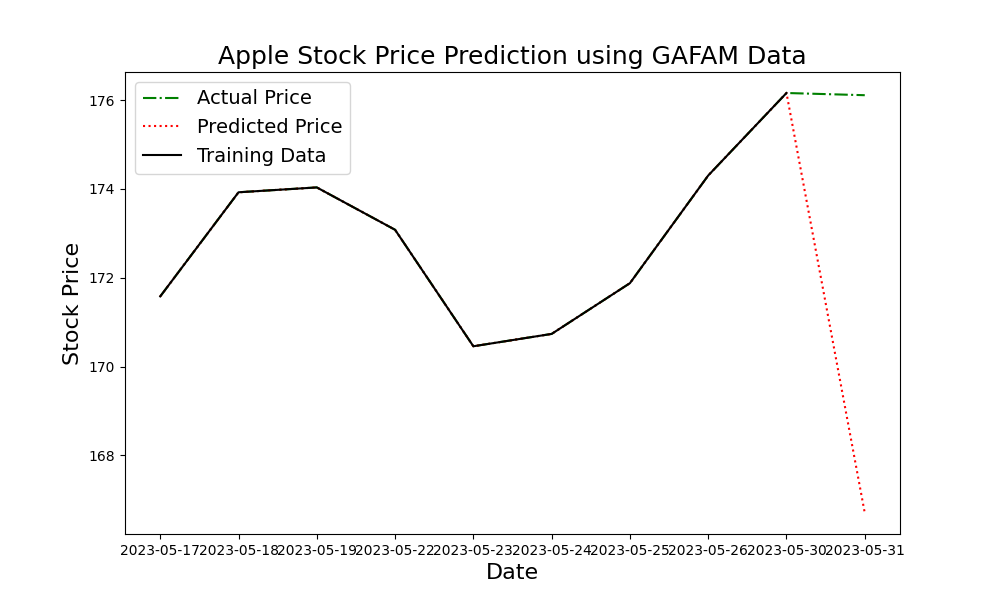 Apple Stock Price Prediction using GAFAM Data
Actual Price
Predicted Price
Training Data
176
174
172
170
168
Stock Price
2023-05-17 2023-05-18 2023-05-19 2023-05-22 2023-05-23 2023-05-24 2023-05-25 2023-05-26 2023-05-30 2023-05-31
Date